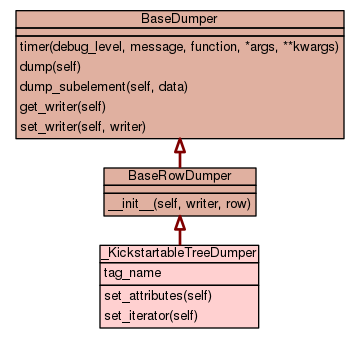 BaseDumper
timer(debug_level, message, function, *args, **kwargs)
dump(self)
dump_subelement(self, data)
get_writer(self)
set_writer(self, writer)
BaseRowDumper
__init__(self, writer, row)
_KickstartableTreeDumper
tag_name
set_attributes(self)
set_iterator(self)